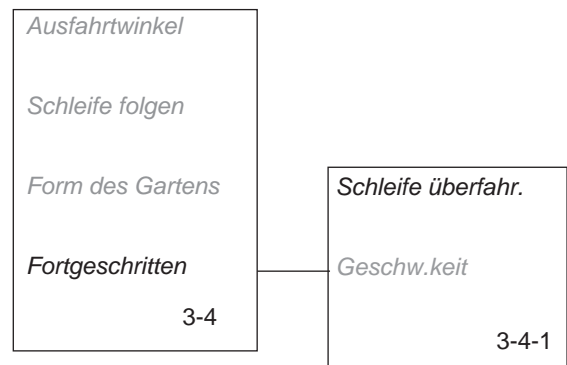 Ausfahrtwinkel
Schleife folgen
Form des Gartens
Fortgeschritten
3-4
Schleife überfahr.
Geschw.keit
3-4-1